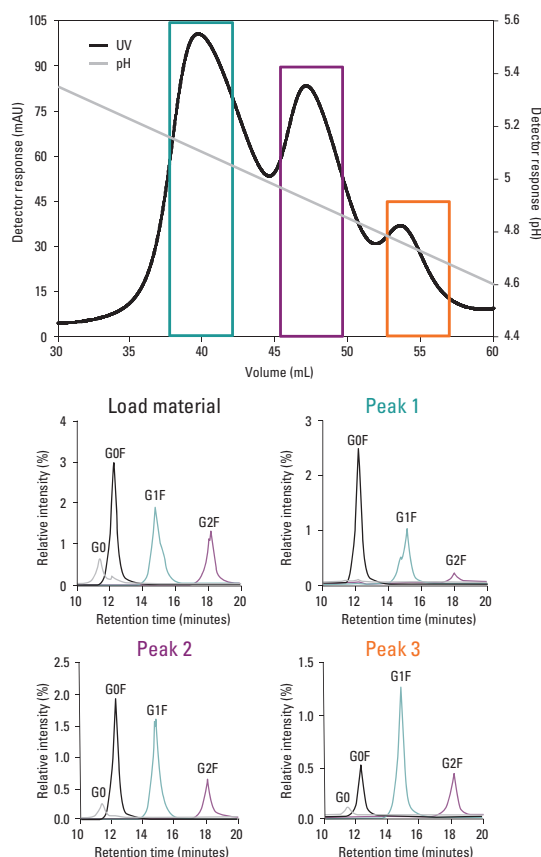 105
90
75
60
45
30
15
0
Detector response (mAU)
UV
pH
5.6
5.4
5.2
5
4.8
4.6
4.4
Detector response (pH)
30 35 40 45 50 55 60
Volume (mL)
Load material
4
3
2
1
0
Relative intensity (%)
G0
G0F
G1F
G2F
10 12 14 16 18 20
Retention time (minutes)
Peak 1
3
2
1
0
Relative intensity (%)
G0F
G1F
G2F
10 12 14 16 18 20
Retention time (minutes)
Peak 2
2.5
2.0
1.5
1.0
0.5
0.0
Relative intensity (%)
G0
G0F
G1F
G2F
10 12 14 16 18 20
Retention time (minutes)
Peak 3
1.5
1.0
0.5
0.0
Relative intensity (%)
G0
G0F
G1F
G2F
10 12 14 16 18 20
Retention time (minutes)